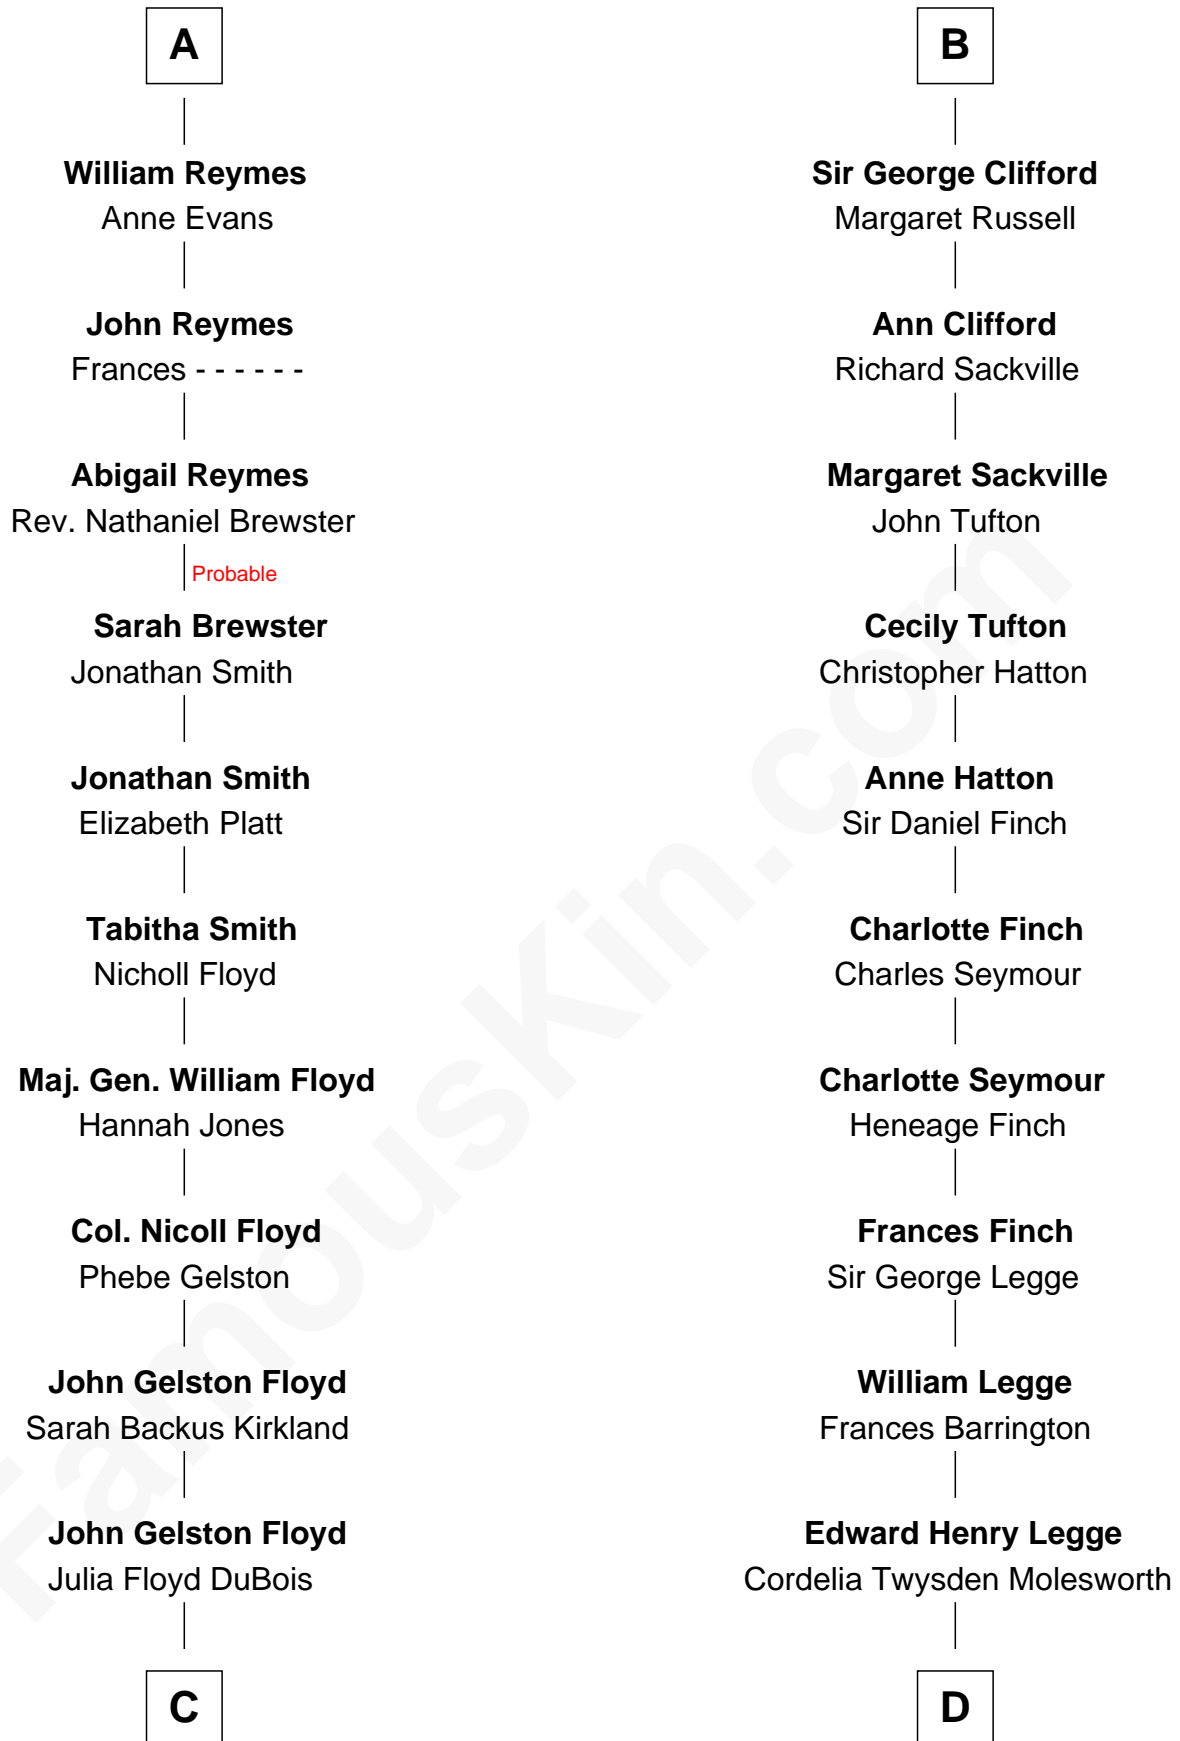 A
William Reymes
Anne Evans
John Reymes
Frances - - - - - -
Abigail Reymes
Rev. Nathaniel Brewster
Probable
Sarah Brewster
Jonathan Smith
Jonathan Smith
Elizabeth Platt
Tabitha Smith
Nicholl Floyd
Maj. Gen. William Floyd
Hannah Jones
Col. Nicoll Floyd
Phebe Gelston
John Gelston Floyd
Sarah Backus Kirkland
John Gelston Floyd
Julia Floyd DuBois
C
B
Sir George Clifford
Margaret Russell
Ann Clifford
Richard Sackville
Margaret Sackville
John Tufton
Cecily Tufton
Christopher Hatton
Anne Hatton
Sir Daniel Finch
Charlotte Finch
Charles Seymour
Charlotte Seymour
Heneage Finch
Frances Finch
Sir George Legge
William Legge
Frances Barrington
Edward Henry Legge
Cordelia Twysden Molesworth
D
FamousKin.com